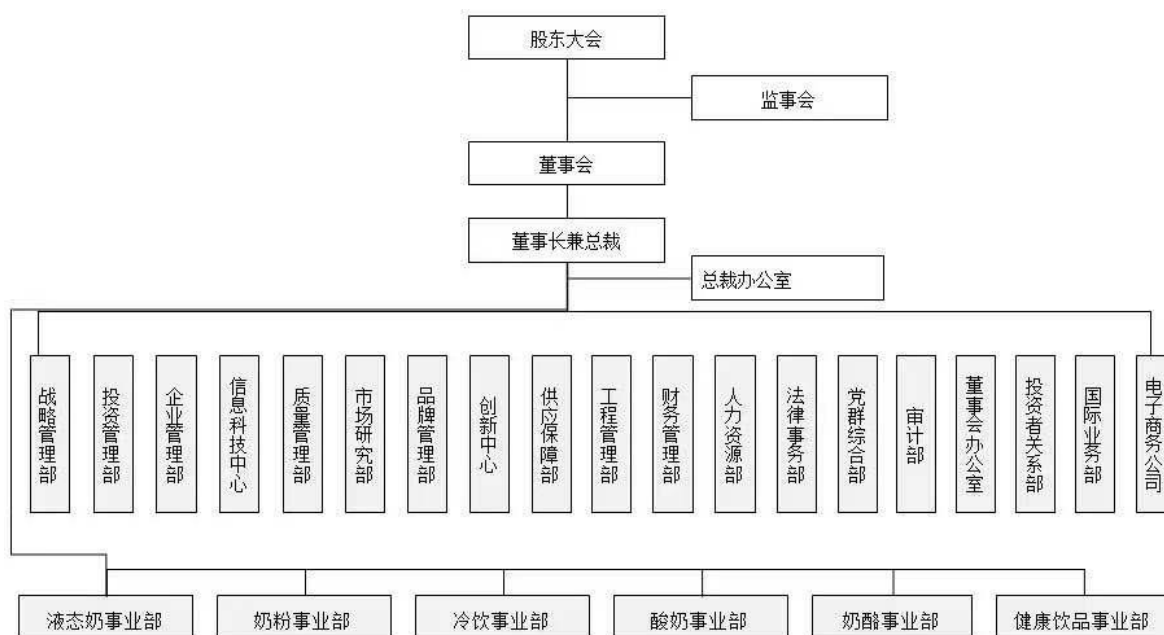 股东大会
监事会
董事会
董事长兼总裁
总裁办公室
战略管理部
投资管理部
企业管理部
信息科技中心
质量管理部
市场研究部
品牌管理部
创新中心
供应保障部
工程管理部
财务管理部
人力资源部
法律事务部
党群综合部
审计部
董事会办公室
投资者关系部
国际业务部
电子商务公司
液态奶事业部
奶粉事业部
冷饮事业部
酸奶事业部
奶酪事业部
健康饮品事业部